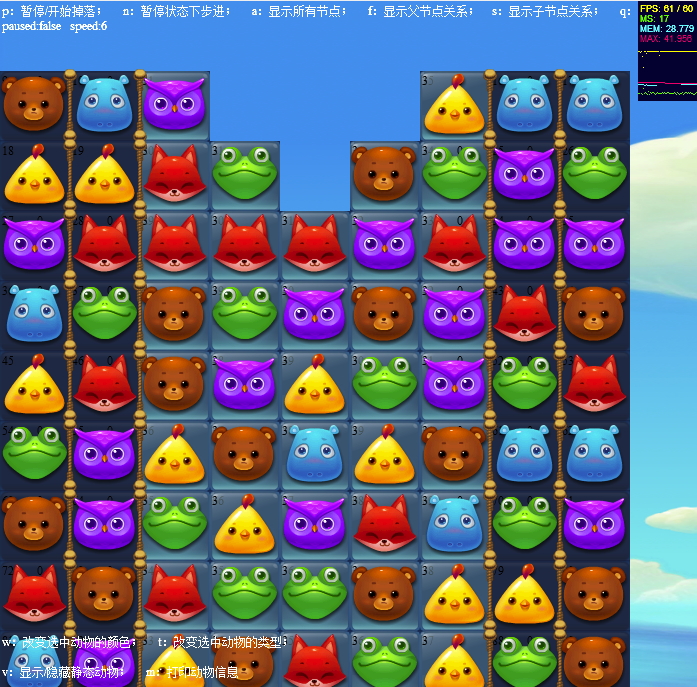 p: 暂停/开始掉落； n: 暂停状态下步进； a: 显示所有节点； f: 显示父节点关系； s: 显示子节点关系； q:
paused:false speed:6
FPS: 61 / 60
MS: 17
MEM: 28.779
MAX: 41.956
w: 改变选中动物的颜色； t: 改变选中动物的类型；
v: 显示/隐藏静态动物； m: 打印动物信息